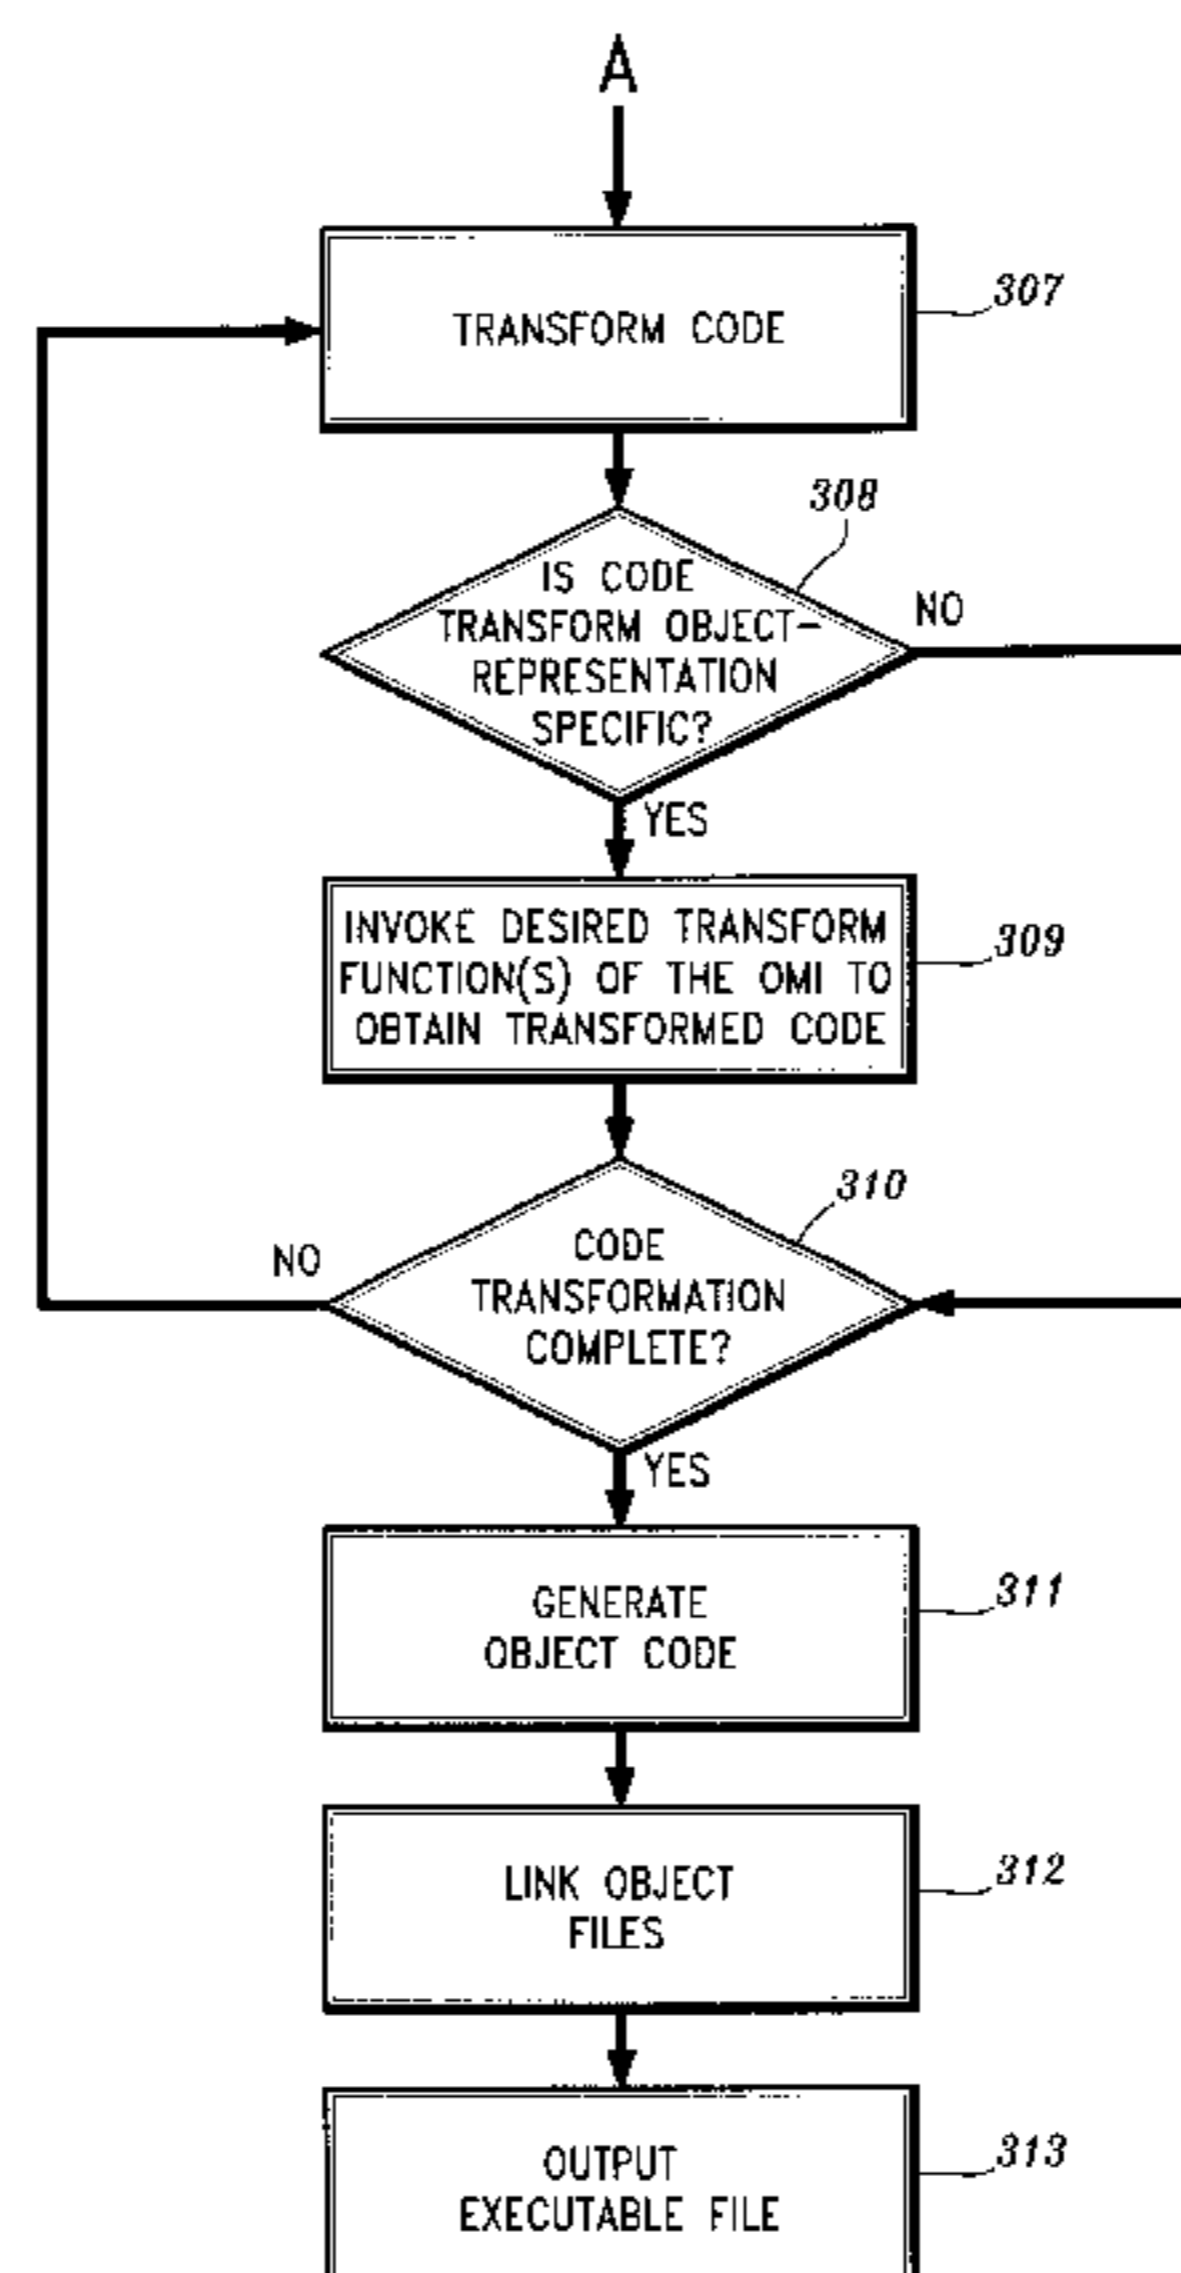 A
TRANSFORM CODE
307
308
IS CODE
TRANSFORM OBJECT-
REPRESENTATION
SPECIFIC?
NO
YES
INVOKE DESIRED TRANSFORM
FUNCTION(S) OF THE OMI TO
OBTAIN TRANSFORMED CODE
309
310
CODE
TRANSFORMATION
COMPLETE?
NO
YES
GENERATE
OBJECT CODE
311
LINK OBJECT
FILES
312
OUTPUT
EXECUTABLE FILE
313